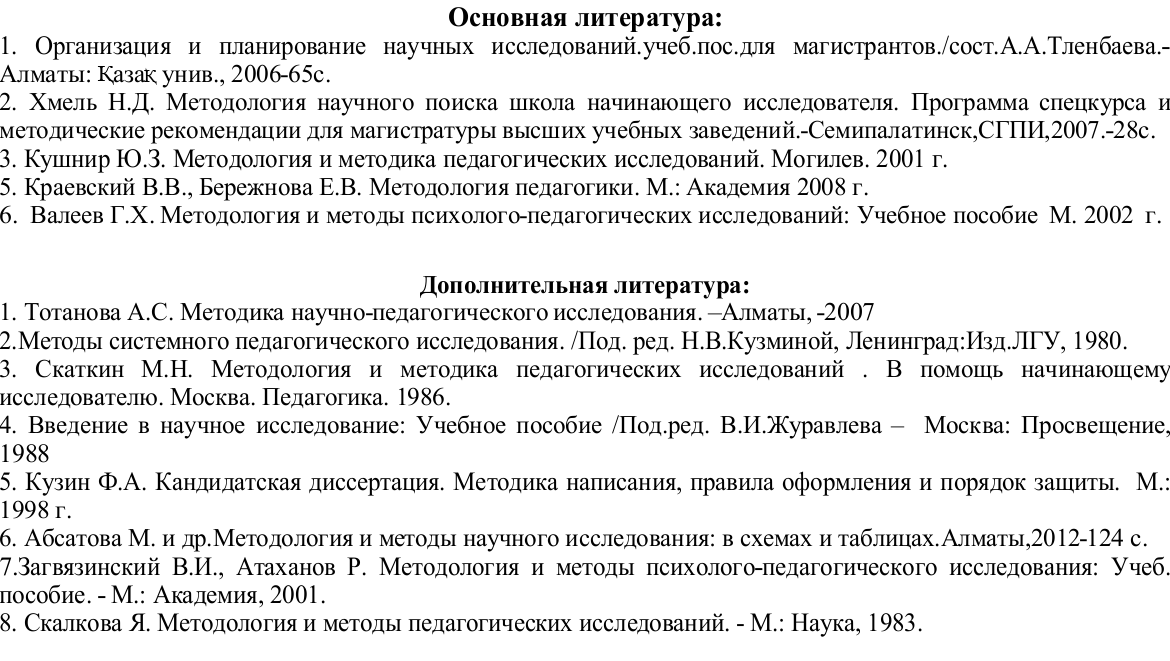 Основная литература:
1. Организация и планирование научных исследований.учеб.пос.для магистрантов./сост.А.А.Тленбаева.-
Алматы: Қазақ унив., 2006-65с.
2. Хмель Н.Д. Методология научного поиска школа начинающего исследователя. Программа спецкурса и
методические рекомендации для магистратуры высших учебных заведений.-Семипалатинск,СГПИ,2007.-28с.
3. Кушнир Ю.З. Методология и методика педагогических исследований. Могилев. 2001 г.
5. Краевский В.В., Бережнова Е.В. Методология педагогики. М.: Академия 2008 г.
6. Валеев Г.Х. Методология и методы психолого-педагогических исследований: Учебное пособие М. 2002 г.
Дополнительная литература:
1. Тотанова А.С. Методика научно-педагогического исследования. –Алматы, -2007
2.Методы системного педагогического исследования. /Под. ред. Н.В.Кузминой, Ленинград:Изд.ЛГУ, 1980.
3. Скаткин М.Н. Методология и методика педагогических исследований . В помощь начинающему
исследователю. Москва. Педагогика. 1986.
4. Введение в научное исследование: Учебное пособие /Под.ред. В.И.Журавлева – Москва: Просвещение,
1988
5. Кузин Ф.А. Кандидатская диссертация. Методика написания, правила оформления и порядок защиты. М.:
1998 г.
6. Абсатова М. и др.Методология и методы научного исследования: в схемах и таблицах.Алматы,2012-124 с.
7.Загвязинский В.И., Атаханов Р. Методология и методы психолого-педагогического исследования: Учеб.
пособие. - М.: Академия, 2001.
8. Скалкова Я. Методология и методы педагогических исследований. - М.: Наука, 1983.